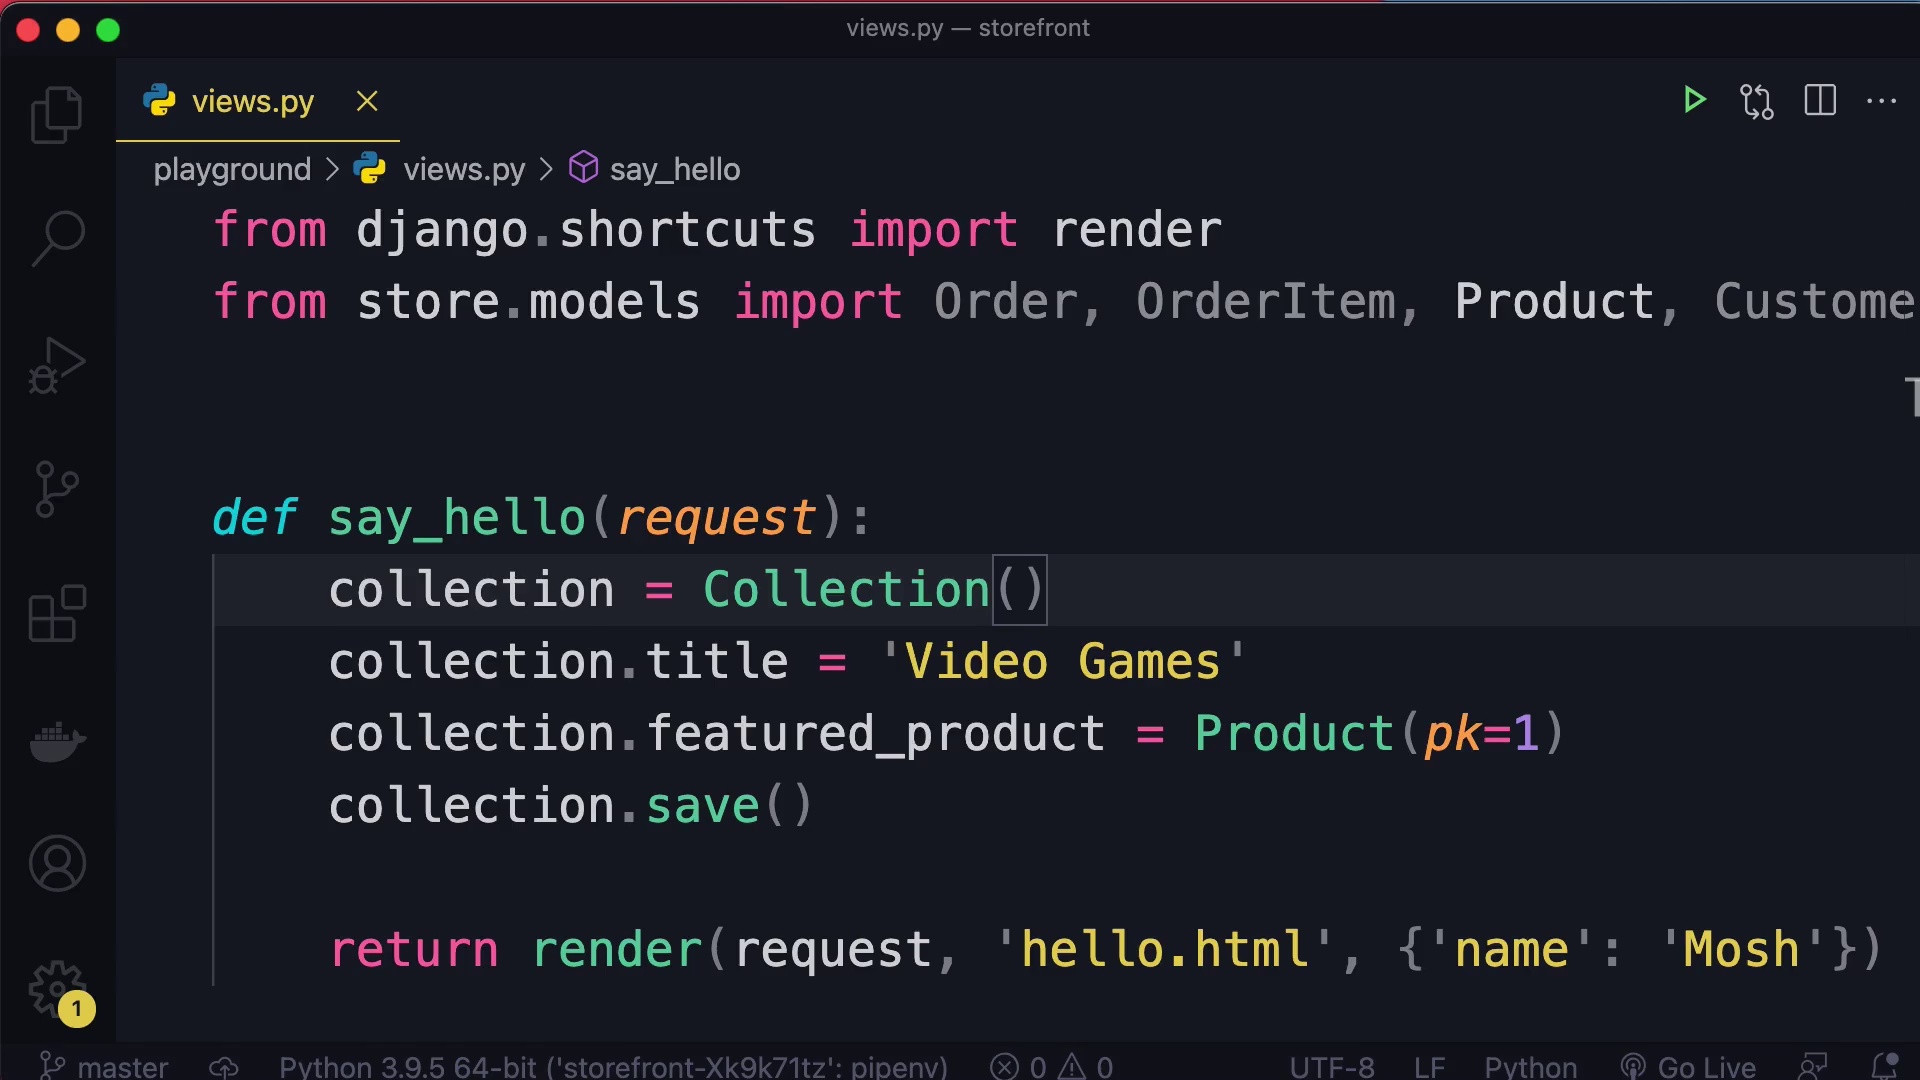 views.py — storefront
views.py
playground > views.py > say_hello
from django.shortcuts import render
from store.models import Order, OrderItem, Product, Custome
def say_hello(request):
collection = Collection()
collection.title = 'Video Games'
collection.featured_product = Product(pk=1)
collection.save()
return render(request, 'hello.html', {'name': 'Mosh'})
1
master Python 3.9.5 64-bit ('storefront-Xk9k71tz': pipenv) 0 0 UTF-8 LF Python Go Live